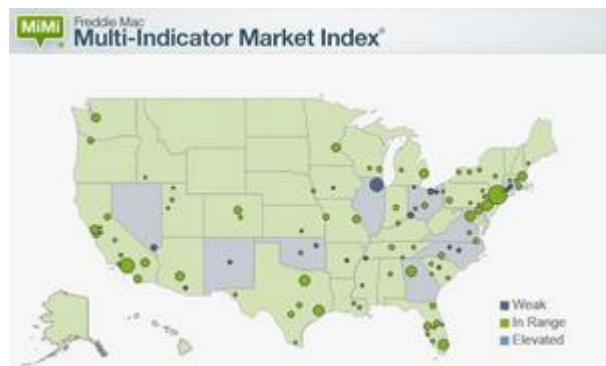 MiMi
Freddie Mac
Multi-Indicator Market Index®
Weak
In Range
Elevated